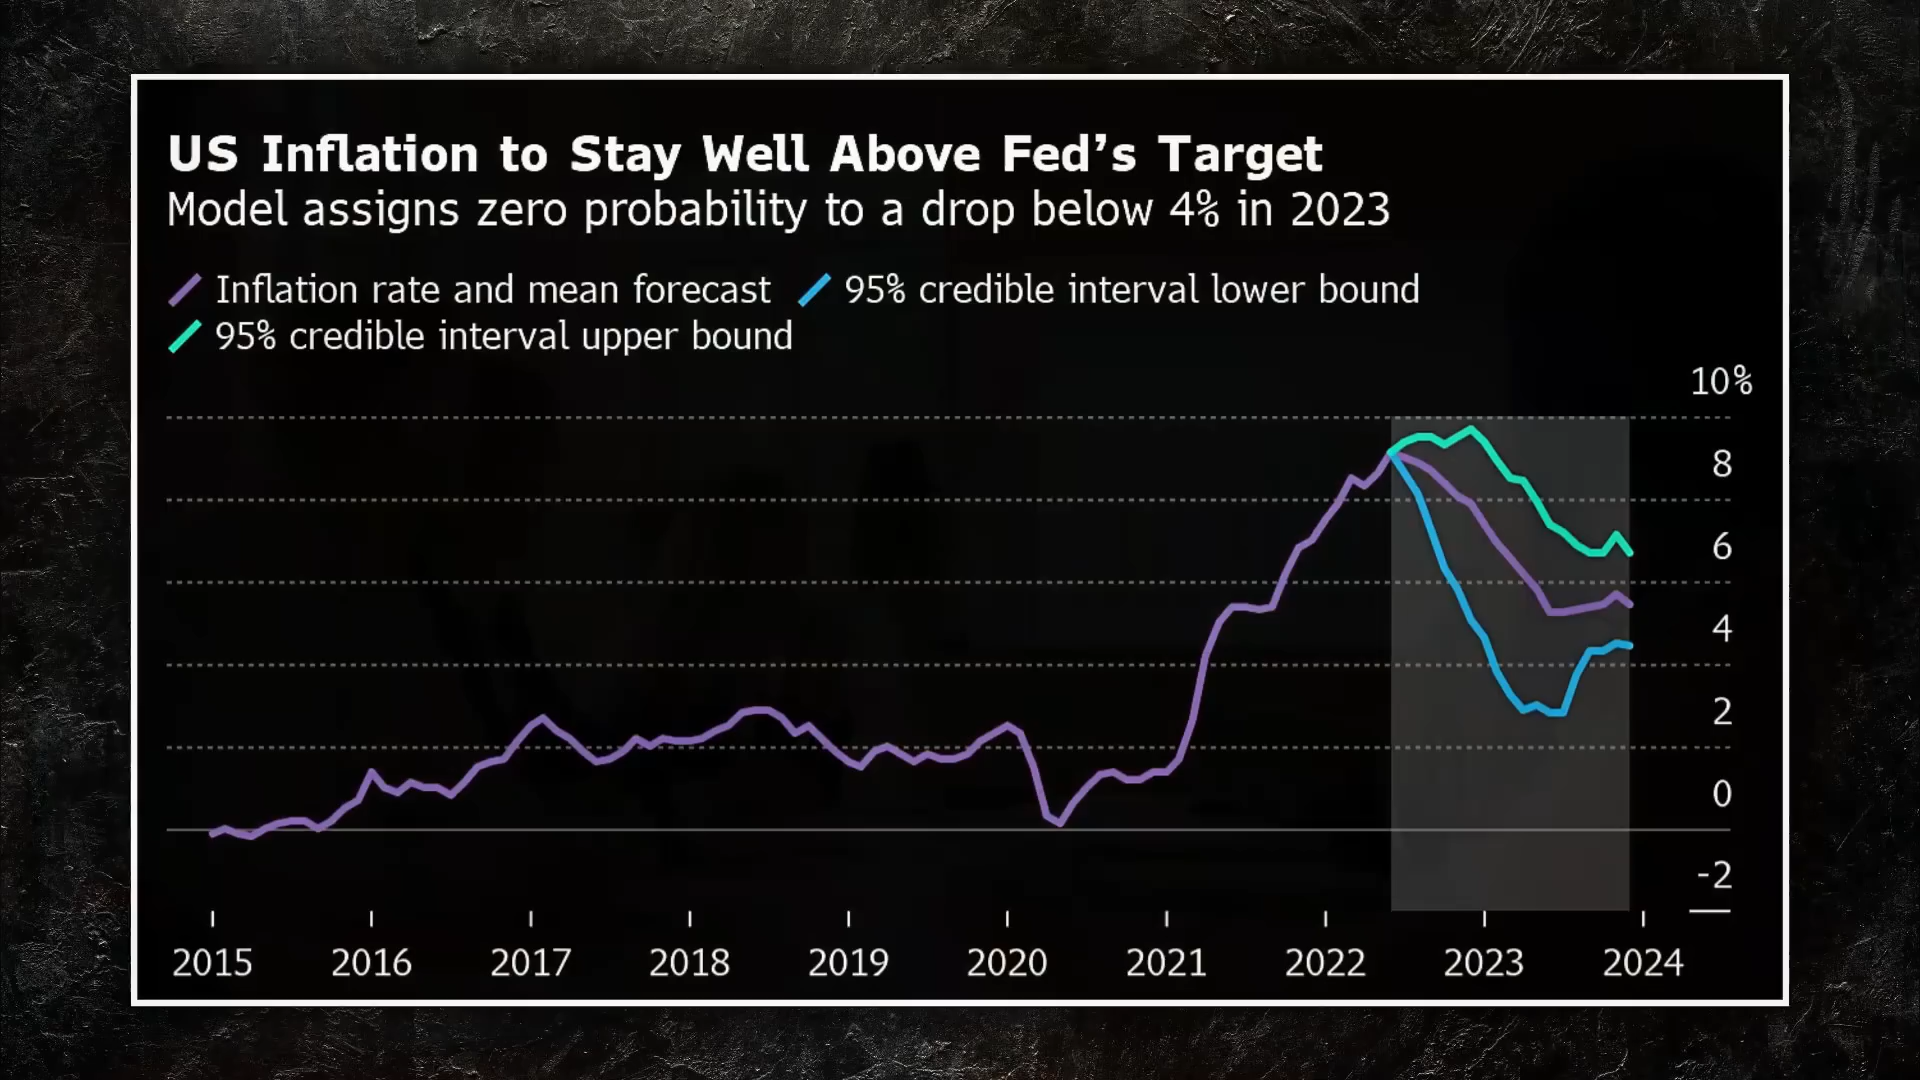 US Inflation to Stay Well Above Fed’s Target
Model assigns zero probability to a drop below 4% in 2023
Inflation rate and mean forecast 95% credible interval lower bound
95% credible interval upper bound
10%
8
6
4
2
0
-2
2015 2016 2017 2018 2019 2020 2021 2022 2023 2024